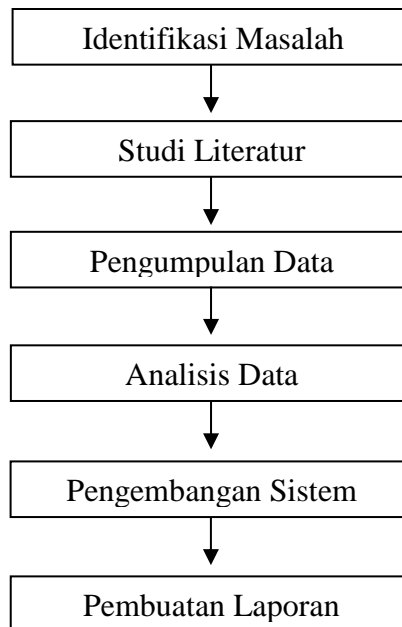 Identifikasi Masalah
Studi Literatur
Pengumpulan Data
Analisis Data
Pengembangan Sistem
Pembuatan Laporan